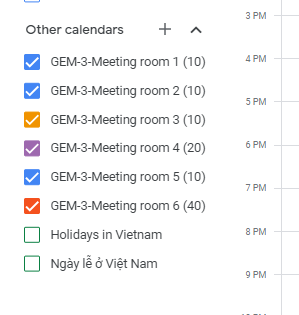 Other calendars
GEM-3-Meeting room 1 (10)
GEM-3-Meeting room 2 (10)
GEM-3-Meeting room 3 (10)
GEM-3-Meeting room 4 (20)
GEM-3-Meeting room 5 (10)
GEM-3-Meeting room 6 (40)
Holidays in Vietnam
Ngày lễ ở Việt Nam
3 PM
4 PM
5 PM
6 PM
7 PM
8 PM
9 PM